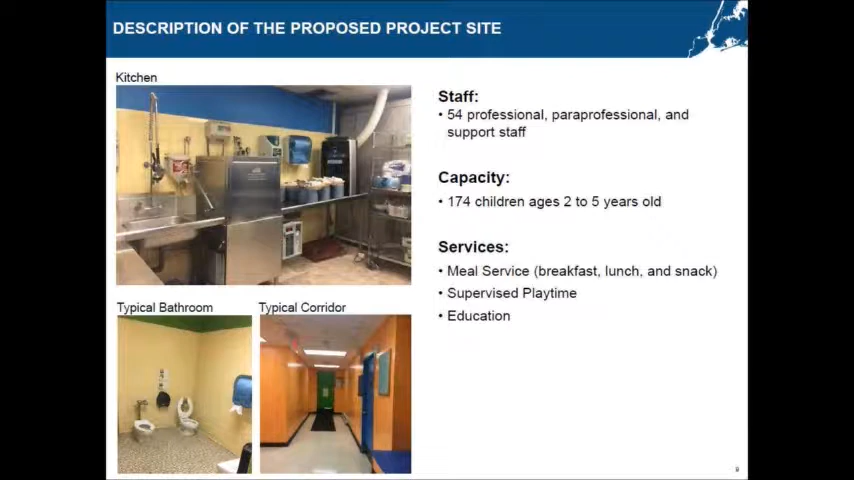 DESCRIPTION OF THE PROPOSED PROJECT SITE
Kitchen
Typical Bathroom
Typical Corridor
Staff:
• 54 professional, paraprofessional, and
support staff
Capacity:
• 174 children ages 2 to 5 years old
Services:
• Meal Service (breakfast, lunch, and snack)
• Supervised Playtime
• Education
9